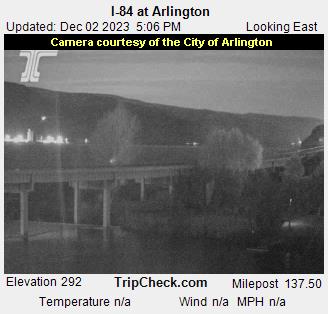 I-84 at Arlington
Updated: Dec 02 2023 5:06 PM Looking East
Camera courtesy of the City of Arlington
Elevation 292 TripCheck.com Milepost 137.50
Temperature n/a Wind n/a MPH n/a